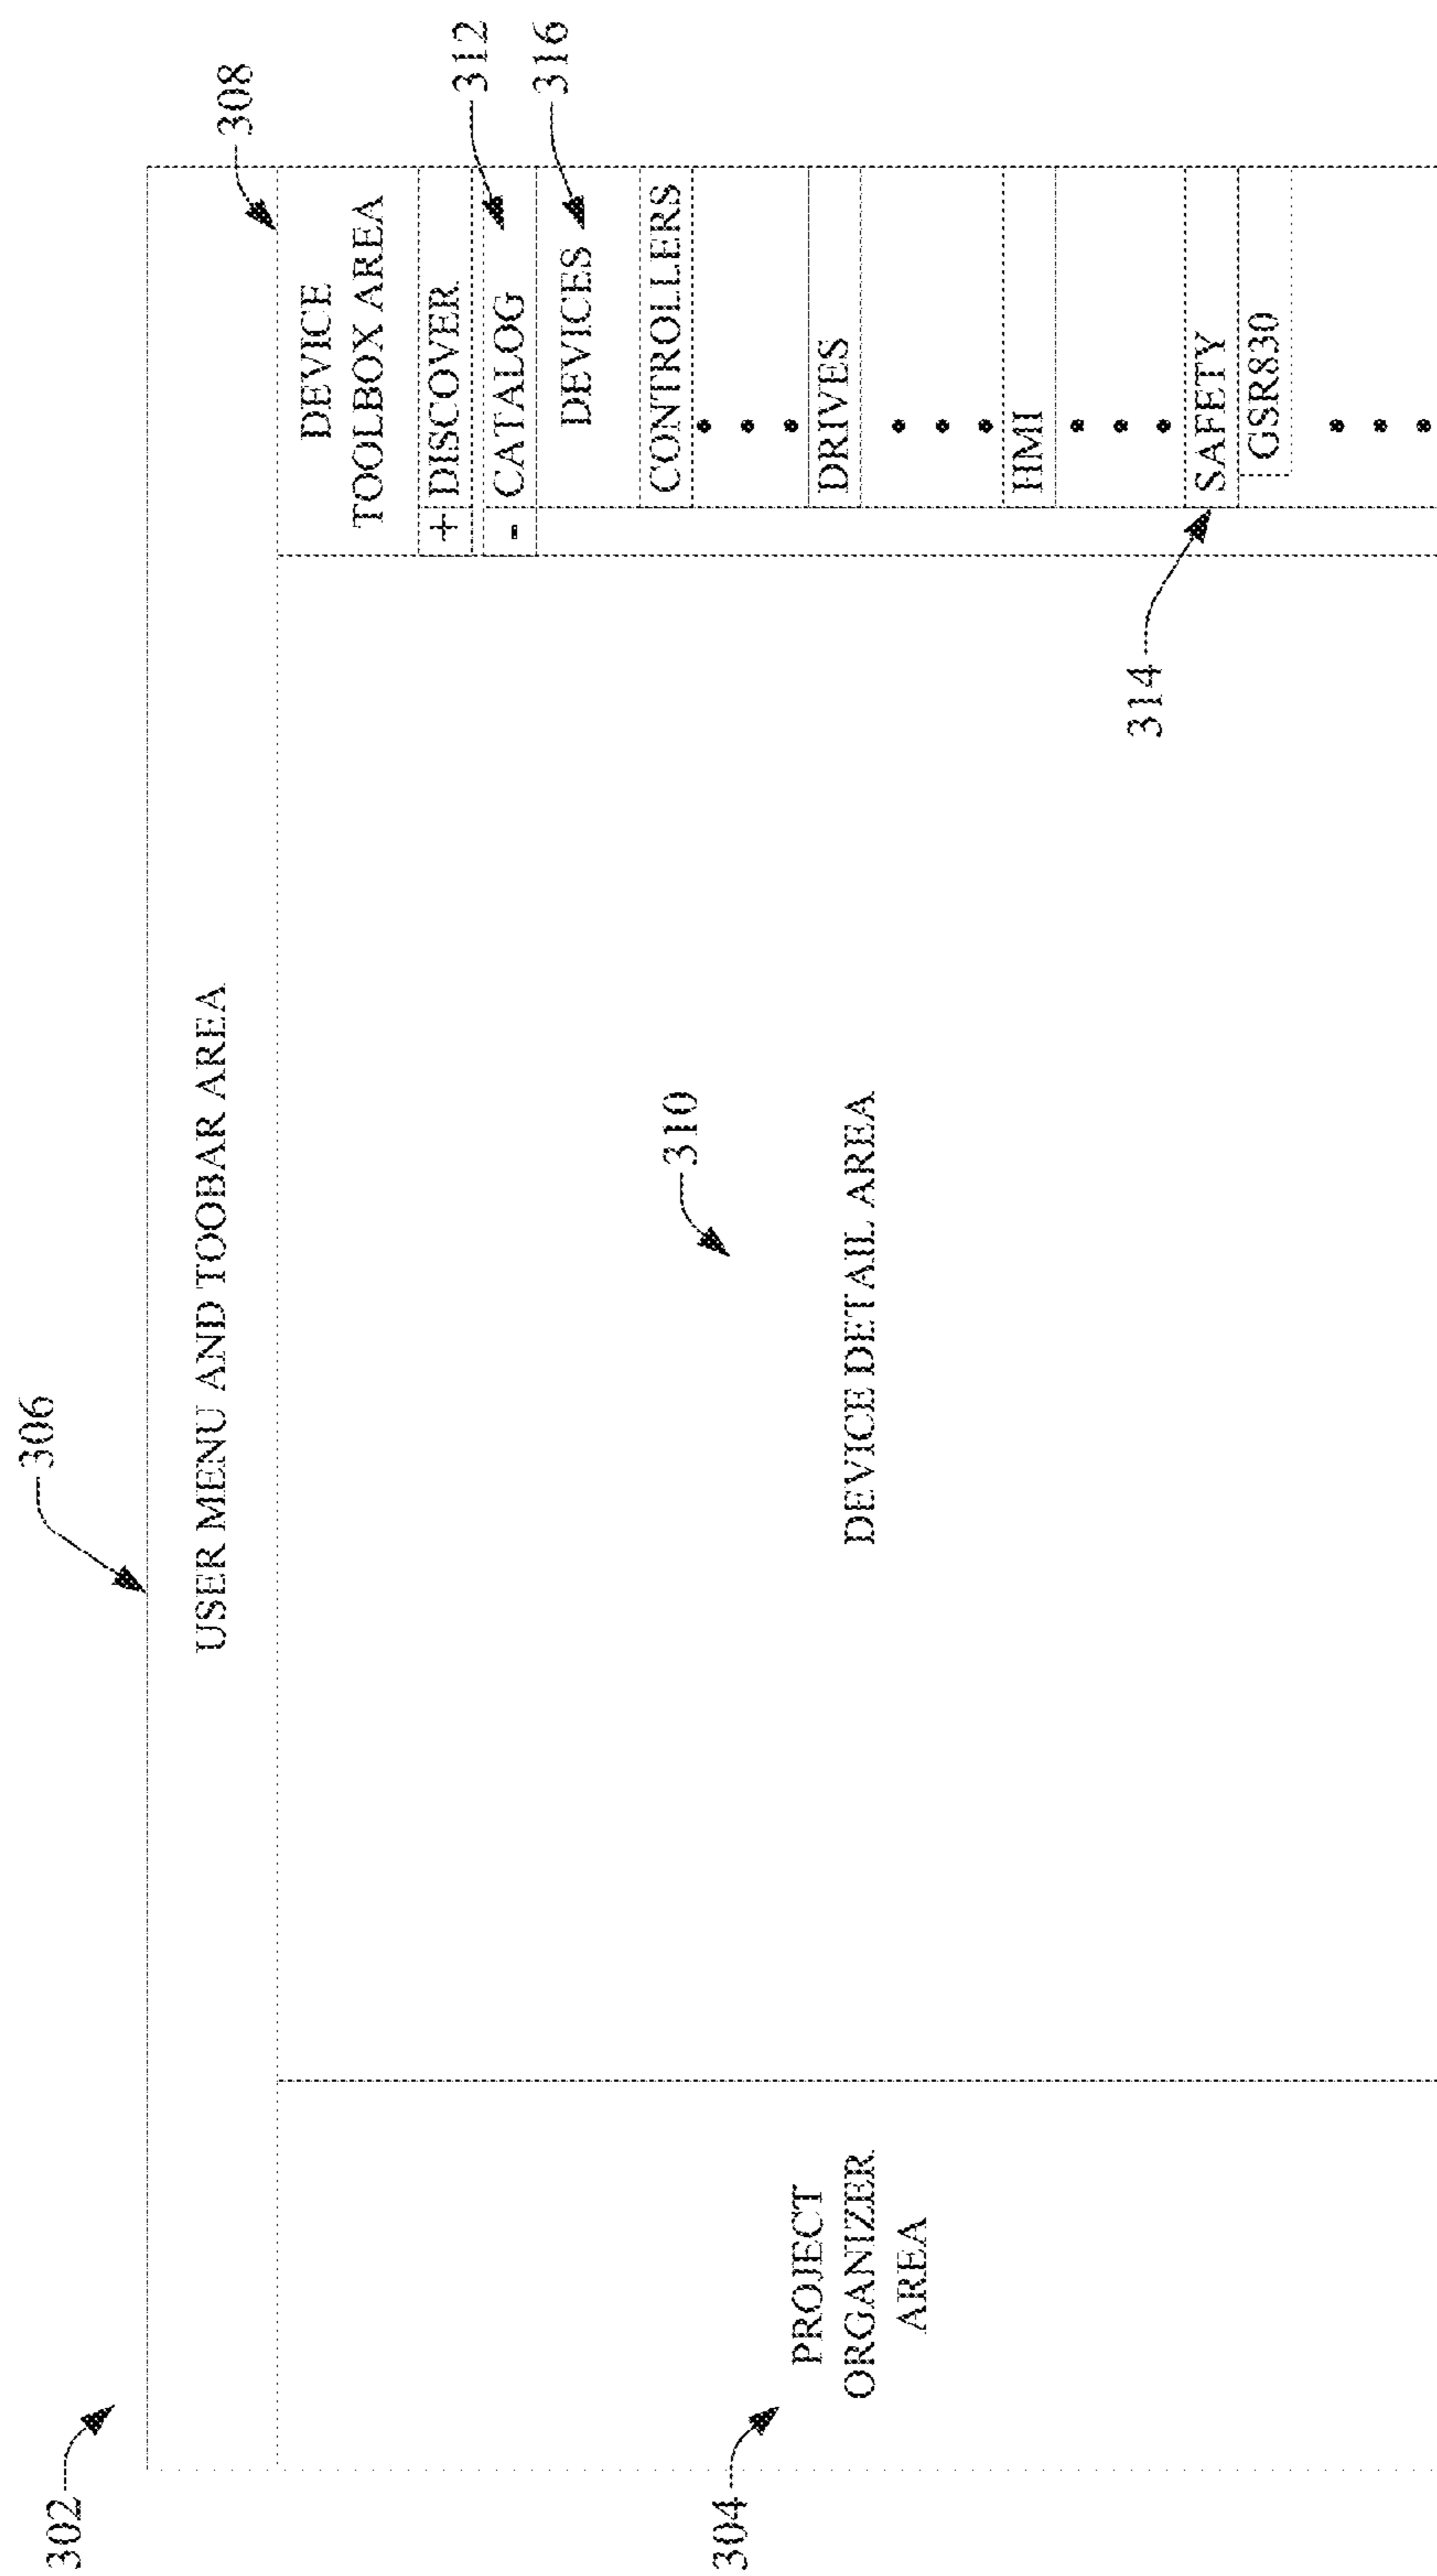 302
306
308
USER MENU AND TOOBAR AREA
304
PROJECT
ORGANIZER
AREA
310
DEVICE DETAIL AREA
DEVICE
TOOLBOX AREA
+ DISCOVER
- CATALOG
312
DEVICES
316
CONTROLLERS
DRIVES
HMI
314
SAFETY
GSR830